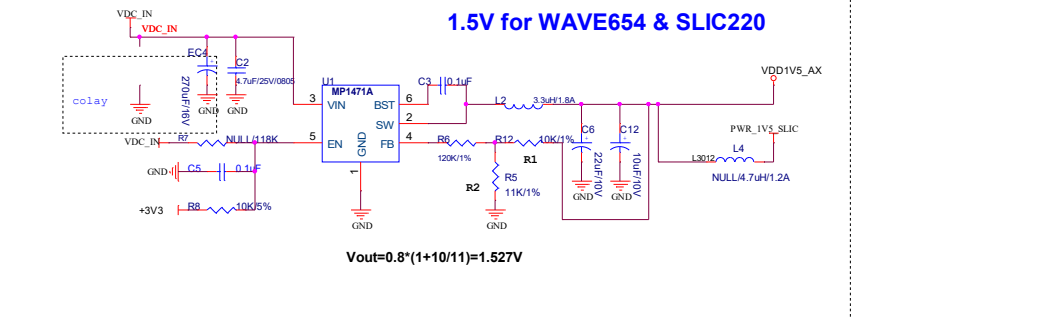 1.5V for WAVE654 & SLIC220
VDC_IN
VDC_IN
EC4
270uF/16V
C2
4.7uF/25V/0805
colay
GND
GND
GND
U1
MP1471A
3 VIN
BST 6
SW 2
5 EN
FB 4
GND
1
GND
C3 0.1uF
L2 3.3uH/1.8A
VDD1V5_AX
VDC_IN R7 NULL/118K
GND C5 0.1uF
+3V3 R8 10K/5%
R6
120K/1%
R12 10K/1%
R1
R2
R5
11K/1%
GND
C6
22uF/10V
GND
C12
10uF/10V
GND
PWR_1V5_SLIC
L4
L3012
NULL/4.7uH/1.2A
Vout=0.8*(1+10/11)=1.527V